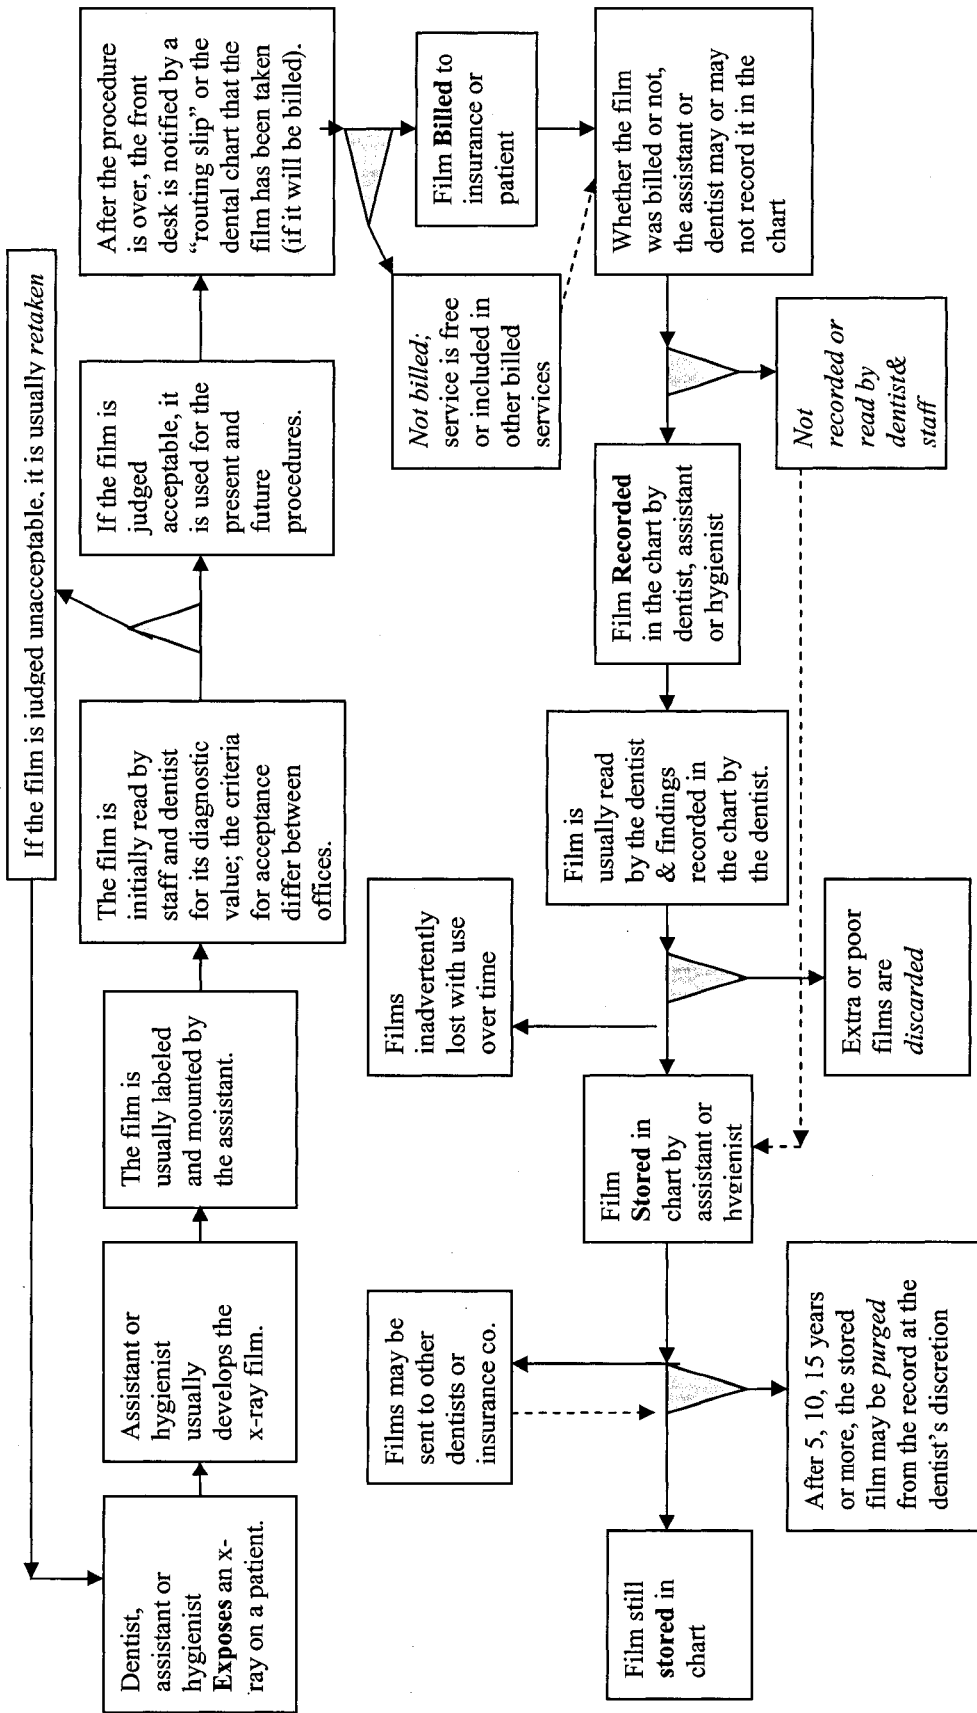 If the film is judged unacceptable, it is usually retaken
Dentist,
assistant or
hygienist
Exposes an x-
ray on a patient.
Assistant or
hygienist
usually
develops the
x-ray film.
The film is
usually labeled
and mounted by
the assistant.
The film is
initially read by
staff and dentist
for its diagnostic
value; the criteria
for acceptance
differ between
offices.
If the film is
judged
acceptable, it
is used for the
present and
future
procedures.
After the procedure
is over, the front
desk is notified by a
“routing slip” or the
dental chart that the
film has been taken
(if it will be billed).
Not billed;
service is free
or included in
other billed
services
Film Billed to
insurance or
patient
Whether the film
was billed or not,
the assistant or
dentist may or may
not record it in the
chart
Not
recorded or
read by
dentist&
staff
Film Recorded
in the chart by
dentist, assistant
or hygienist
Film is
usually read
by the dentist
& findings
recorded in
the chart by
the dentist.
Films
inadvertently
lost with use
over time
Extra or poor
films are
discarded
Film
Stored in
chart by
assistant or
hygienist
Films may be
sent to other
dentists or
insurance co.
After 5, 10, 15 years
or more, the stored
film may be purged
from the record at the
dentist’s discretion
Film still
stored in
chart